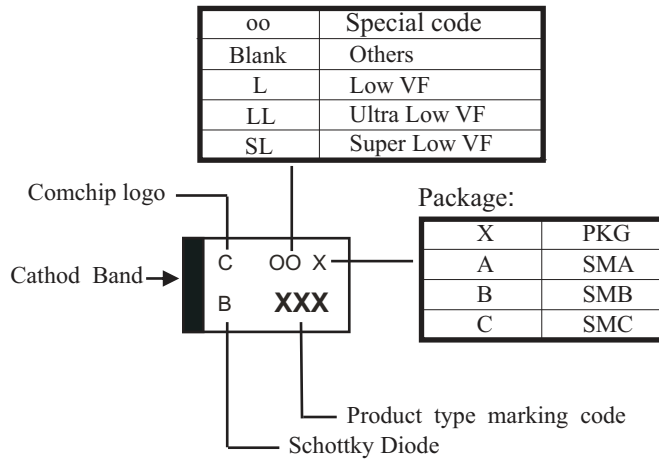 oo Special code
Blank Others
L Low VF
LL Ultra Low VF
SL Super Low VF
Comchip logo
Package:
X PKG
A SMA
B SMB
C SMC
Cathod Band
C OO X
B XXX
Product type marking code
Schottky Diode